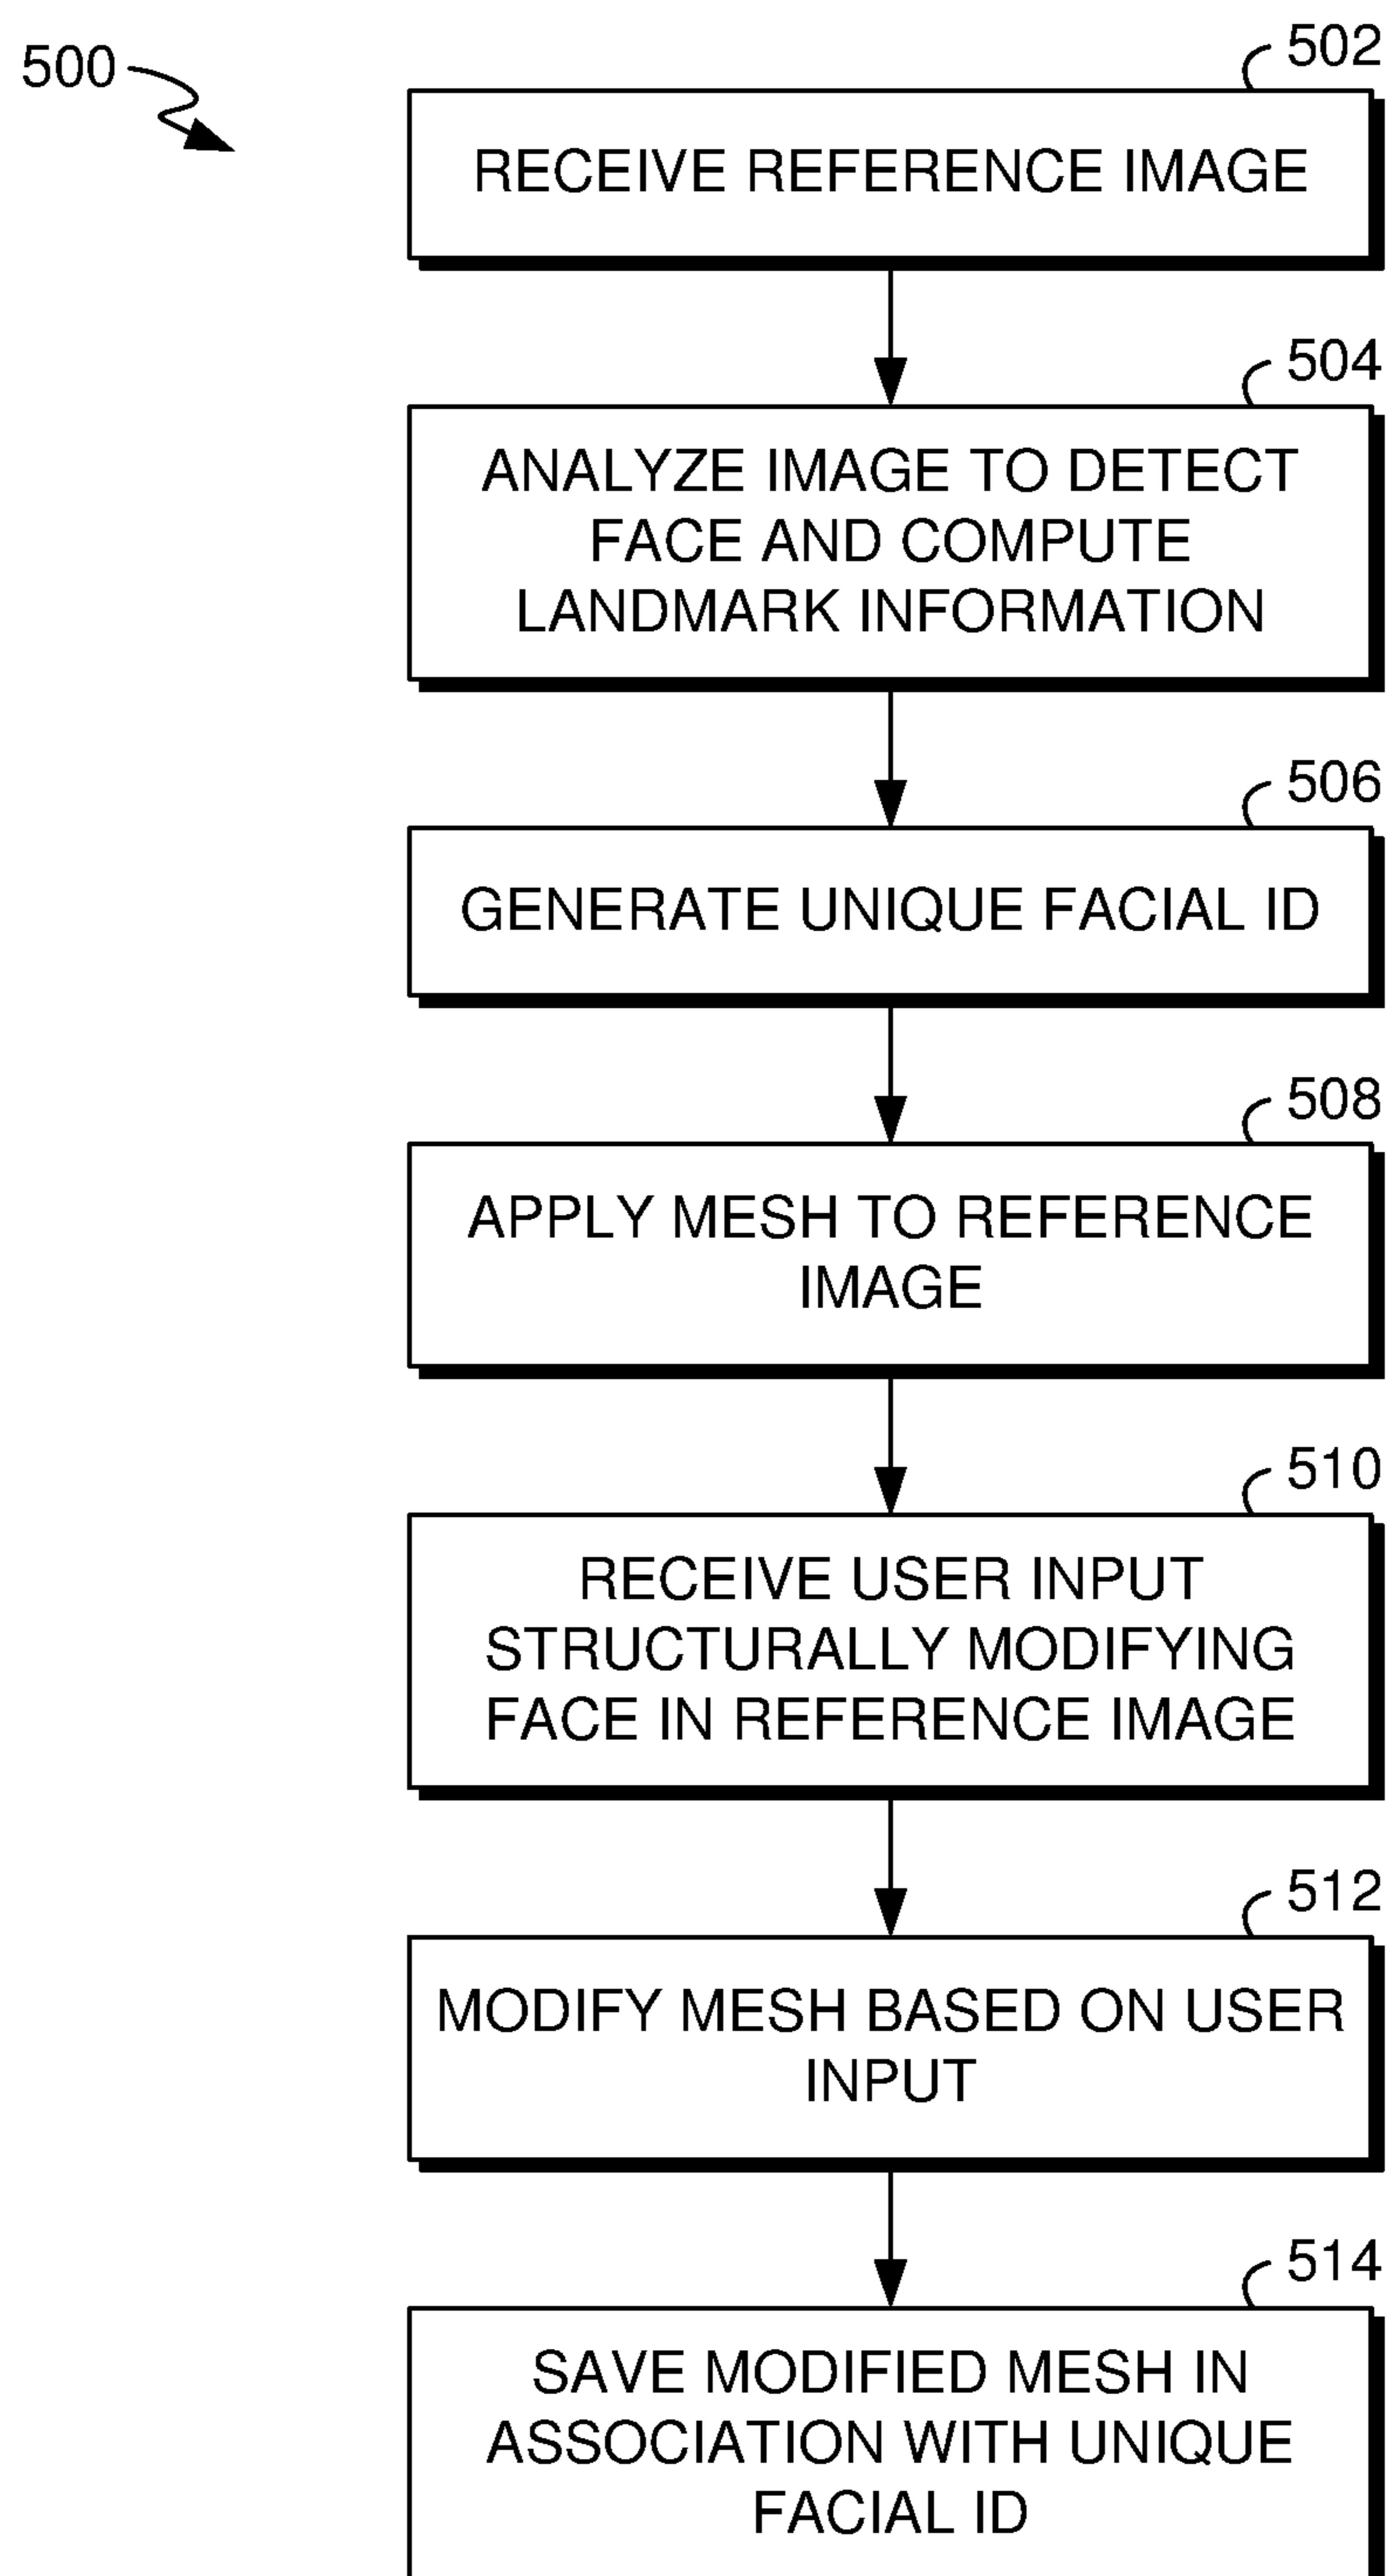 500
502
RECEIVE REFERENCE IMAGE
504
ANALYZE IMAGE TO DETECT
FACE AND COMPUTE
LANDMARK INFORMATION
506
GENERATE UNIQUE FACIAL ID
508
APPLY MESH TO REFERENCE
IMAGE
510
RECEIVE USER INPUT
STRUCTURALLY MODIFYING
FACE IN REFERENCE IMAGE
512
MODIFY MESH BASED ON USER
INPUT
514
SAVE MODIFIED MESH IN
ASSOCIATION WITH UNIQUE
FACIAL ID